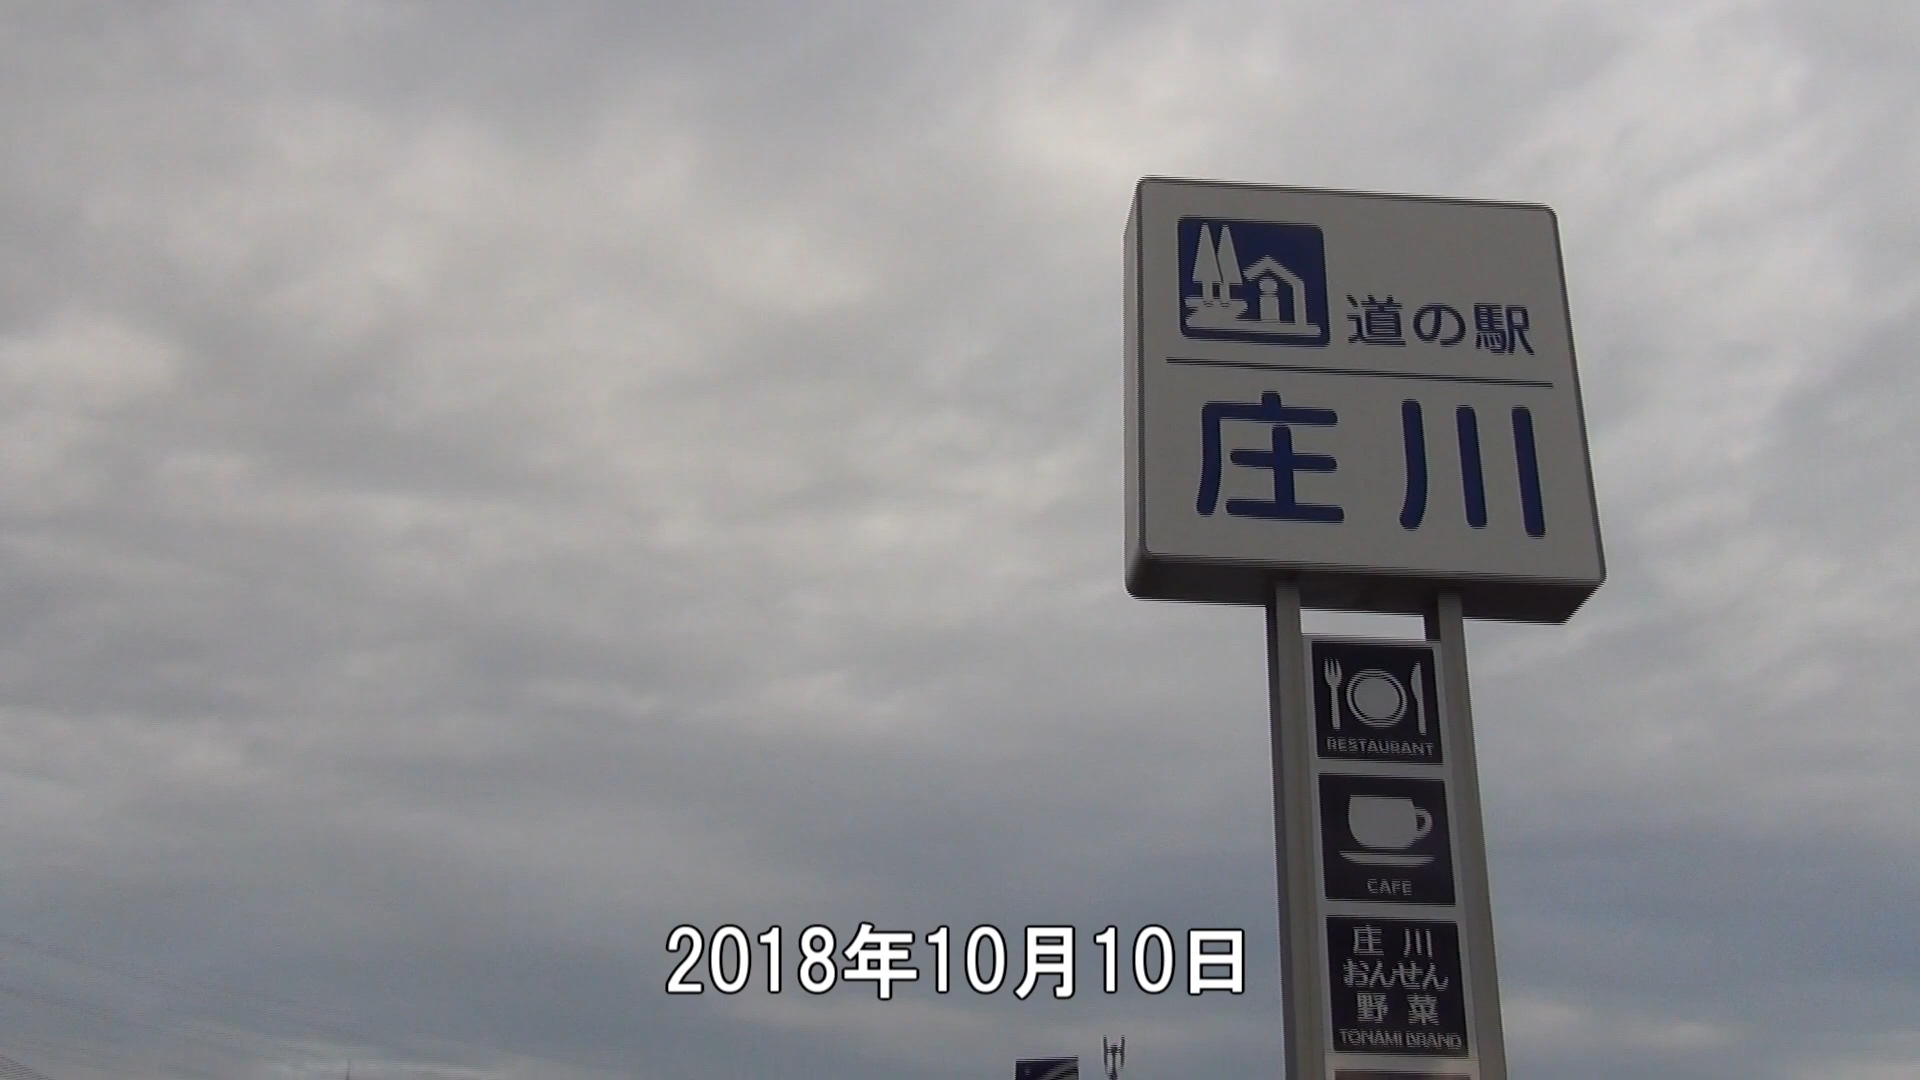 道の駅
庄川
RESTAURANT
CAFE
庄川
おんせん
野菜
TONAMI BRAND
2018年10月10日